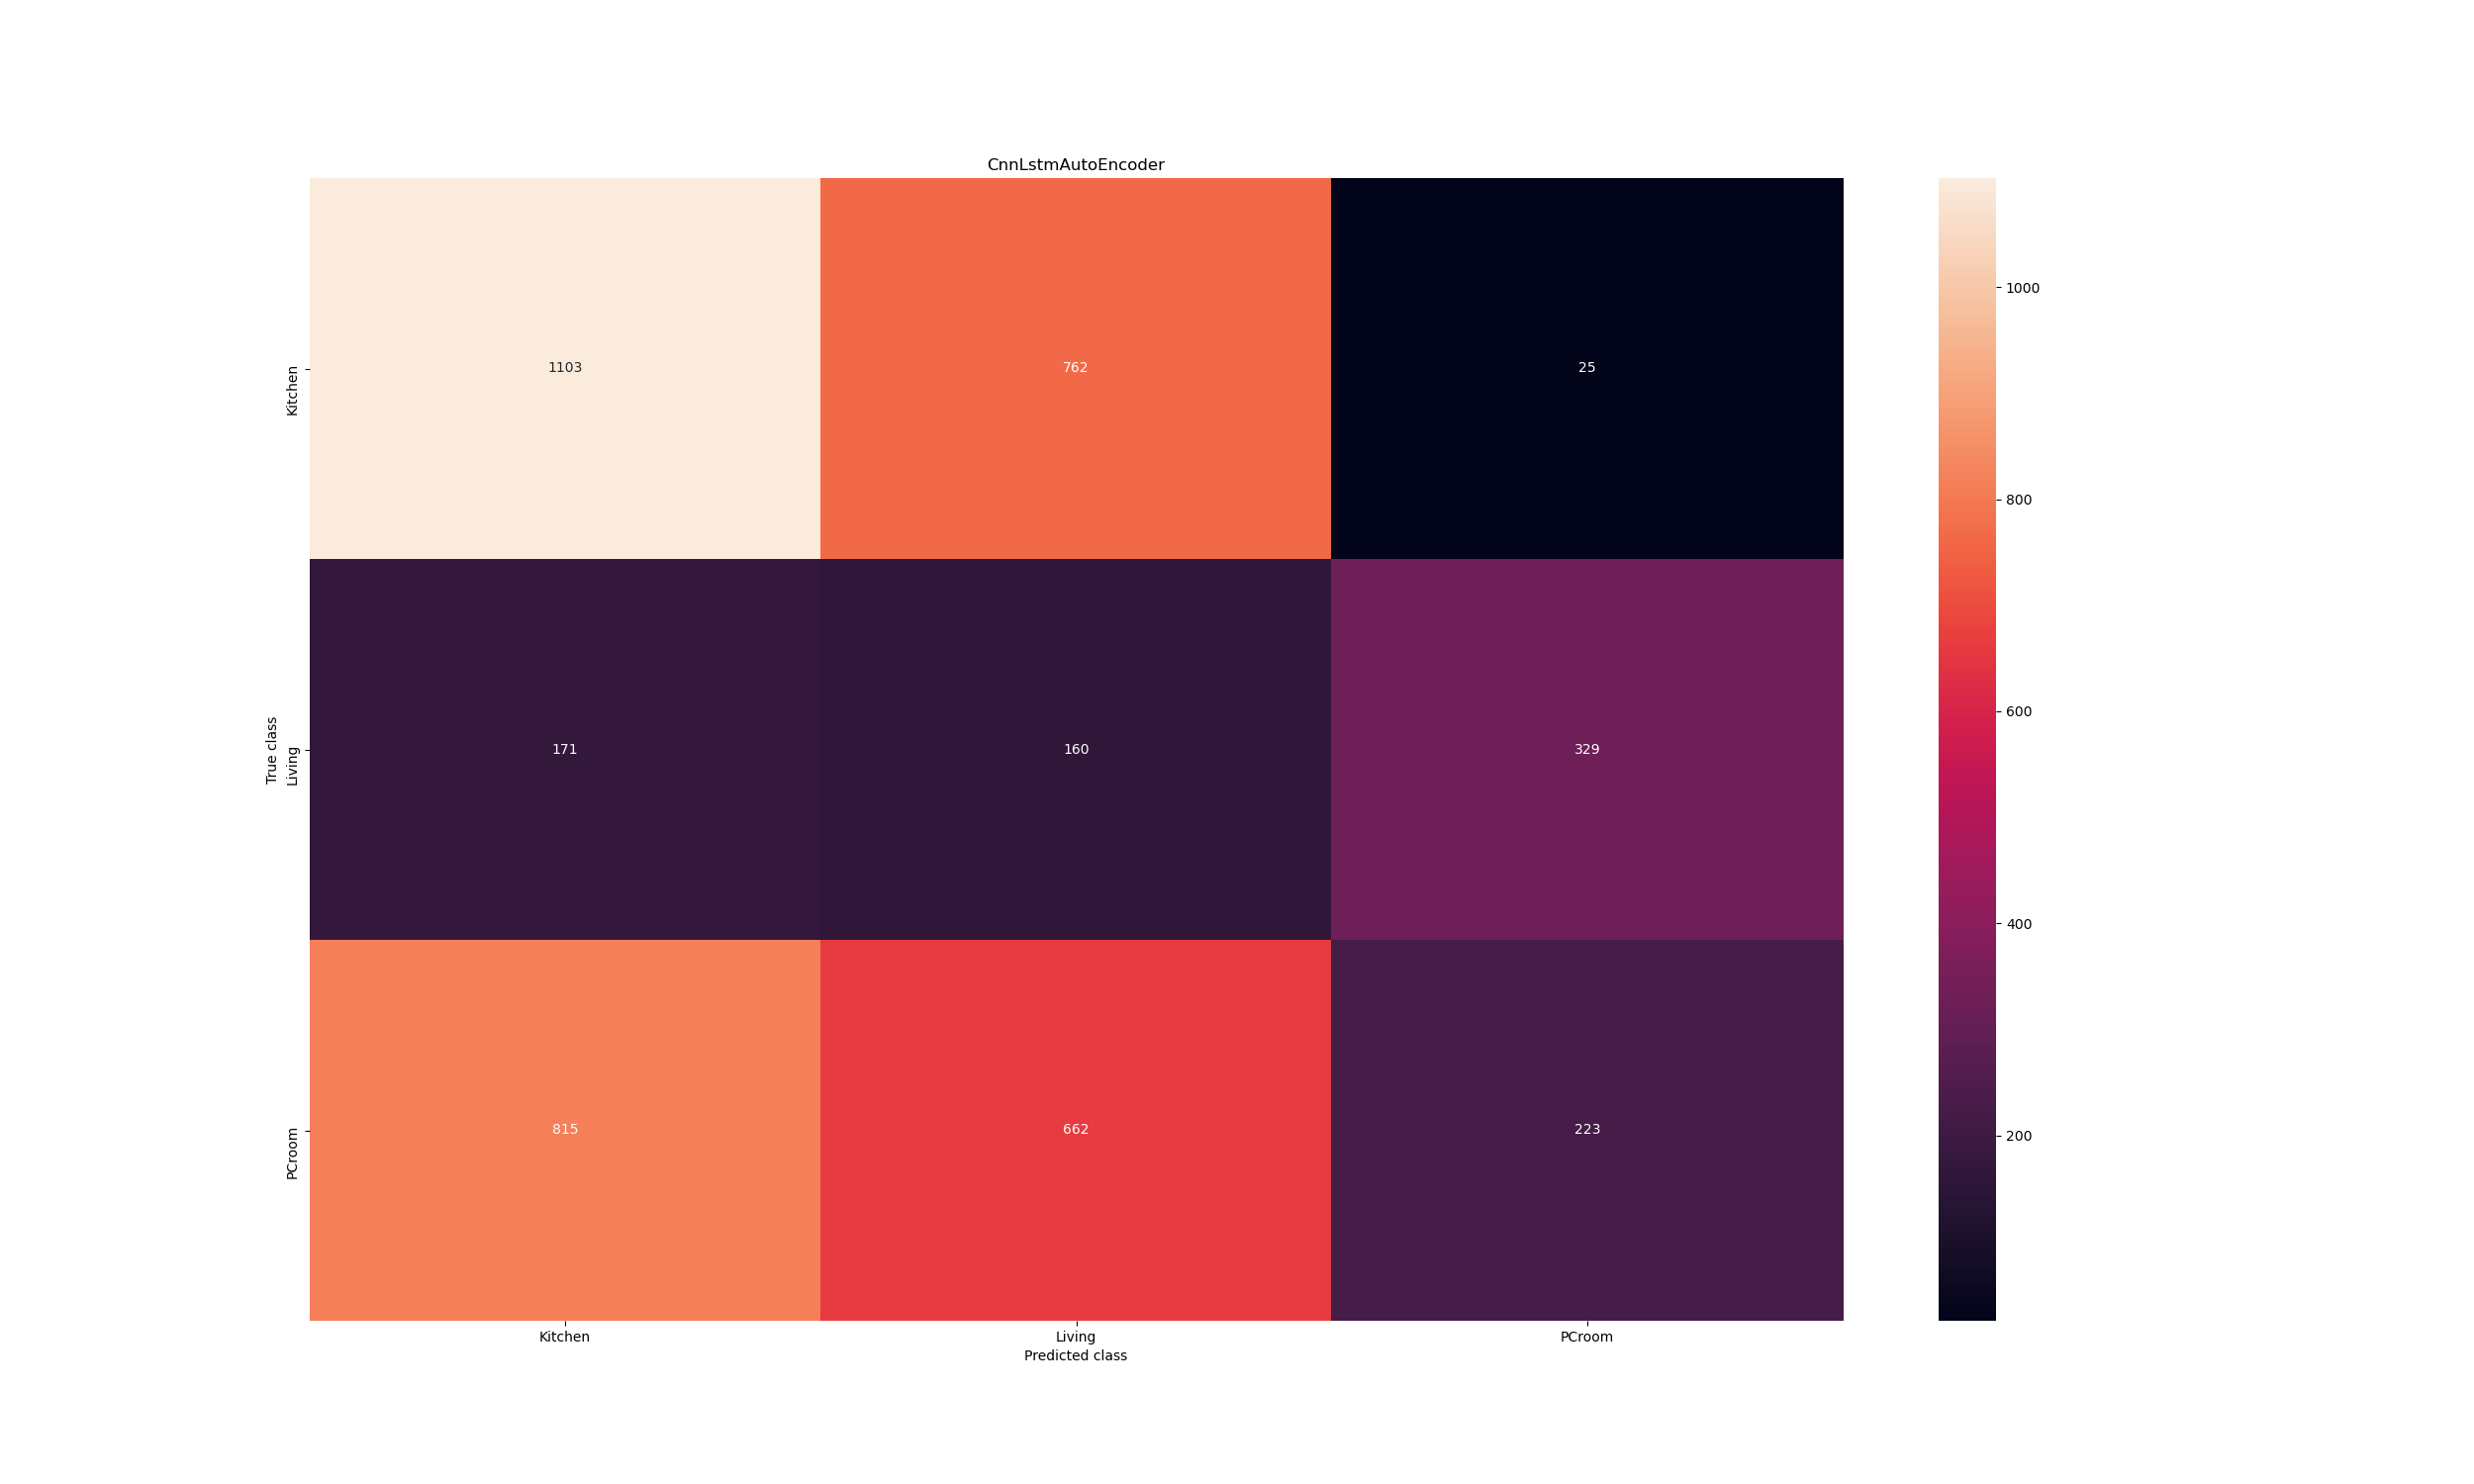 CnnLstmAutoEncoder
1000
Kitchen
1103 762 25
800
600
True class
Living
171 160 329
400
PCroom
815 662 223
200
Kitchen Living PCroom
Predicted class